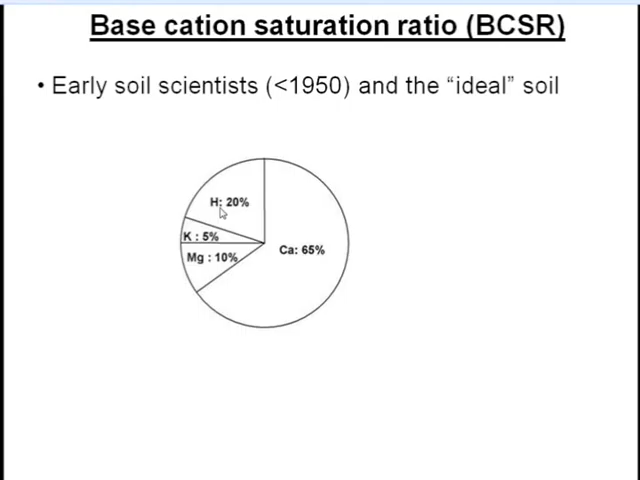 Base cation saturation ratio (BCSR)
• Early soil scientists (<1950) and the “ideal” soil
H: 20%
K : 5%
Mg : 10%
Ca: 65%